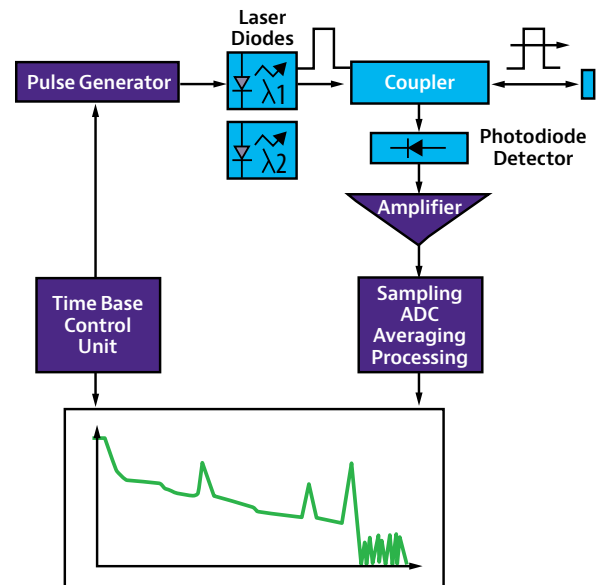 Laser
Diodes
Pulse Generator
λ1
Coupler
λ2
Photodiode
Detector
Amplifier
Time Base
Control
Unit
Sampling
ADC
Averaging
Processing